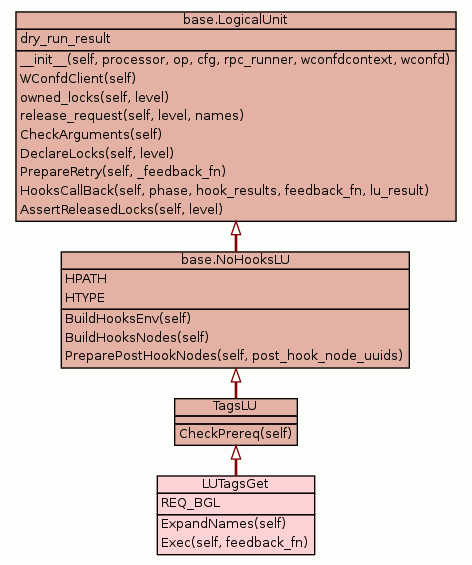 base.LogicalUnit
dry_run_result
__init__(self, processor, op, cfg, rpc_runner, wconfdcontext, wconfd)
WConfdClient(self)
owned_locks(self, level)
release_request(self, level, names)
CheckArguments(self)
DeclareLocks(self, level)
PrepareRetry(self, _feedback_fn)
HooksCallBack(self, phase, hook_results, feedback_fn, lu_result)
AssertReleasedLocks(self, level)
base.NoHooksLU
HPATH
HTYPE
BuildHooksEnv(self)
BuildHooksNodes(self)
PreparePostHookNodes(self, post_hook_node_uuids)
TagsLU
CheckPrereq(self)
LUTagsGet
REQ_BGL
ExpandNames(self)
Exec(self, feedback_fn)